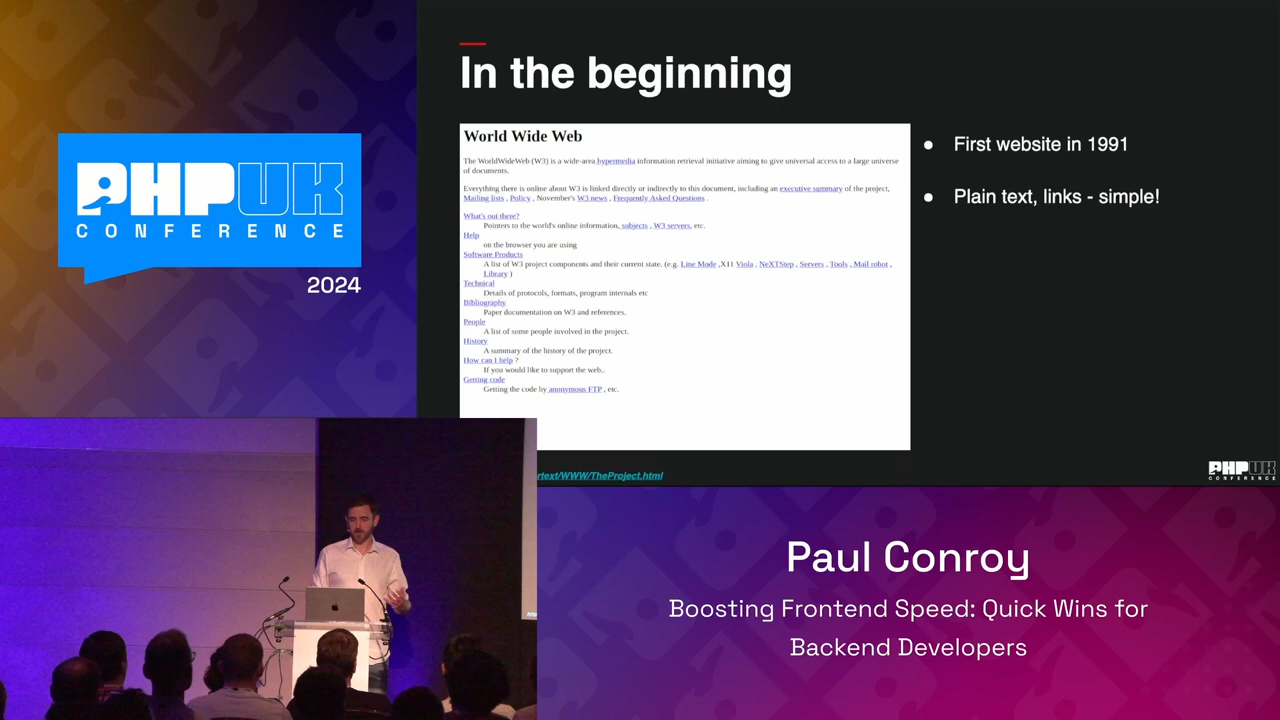 PHPUK
CONFERENCE
2024
In the beginning
World Wide Web
The WorldWideWeb (W3) is a wide-area hypermedia information retrieval initiative aiming to give universal access to a large universe
of documents.
Everything there is online about W3 is linked directly or indirectly to this document, including an executive summary of the project,
Mailing lists , Policy , November's W3 news , Frequently Asked Questions .
What's out there?
Pointers to the world's online information, subjects , W3 servers, etc.
Help
on the browser you are using
Software Products
A list of W3 project components and their current state. (e.g. Line Mode ,X11 Viola , NeXTStep , Servers , Tools , Mail robot ,
Library )
Technical
Details of protocols, formats, program internals etc
Bibliography
Paper documentation on W3 and references.
People
A list of some people involved in the project.
History
A summary of the history of the project.
How can I help ?
If you would like to support the web..
Getting code
Getting the code by anonymous FTP , etc.
● First website in 1991
● Plain text, links - simple!
rtext/WWW/TheProject.html
PHPUK
CONFERENCE
Paul Conroy
Boosting Frontend Speed: Quick Wins for
Backend Developers